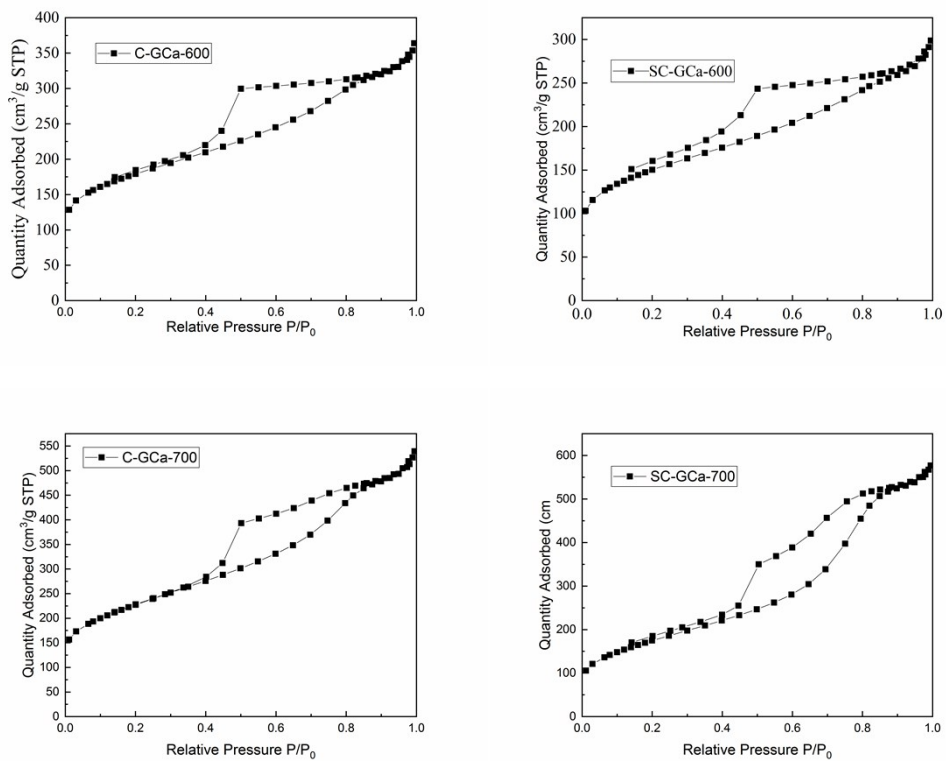 400
350
300
250
200
150
100
50
0
Quantity Adsorbed (cm³/g STP)
C-GCa-600
0.0 0.2 0.4 0.6 0.8 1.0
Relative Pressure P/P₀
300
250
200
150
100
50
0
Quantity Adsorbed (cm³/g STP)
SC-GCa-600
0.0 0.2 0.4 0.6 0.8 1.0
Relative Pressure P/P₀
550
500
450
400
350
300
250
200
150
100
50
0
Quantity Adsorbed (cm³/g STP)
C-GCa-700
0.0 0.2 0.4 0.6 0.8 1.0
Relative Pressure P/P₀
600
500
400
300
200
100
0
Quantity Adsorbed (cm
SC-GCa-700
0.0 0.2 0.4 0.6 0.8 1.0
Relative Pressure P/P₀